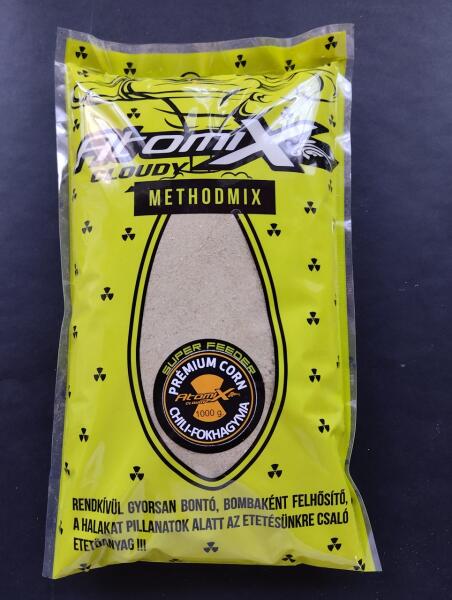 AtomiX
CLOUDY
METHODMIX
SUPER FEEDER
PRÉMIUM CORN
AtomiX
CLOUDY
1000 g
CHILI-FOKHAGYMA
RENDKÍVÜL GYORSAN BONTÓ, BOMBAKÉNT FELHŐSÍTŐ,
A HALAKAT PILLANATOK ALATT AZ ETETÉSÜNKRE CSALÓ
ETETŐANYAG !!!